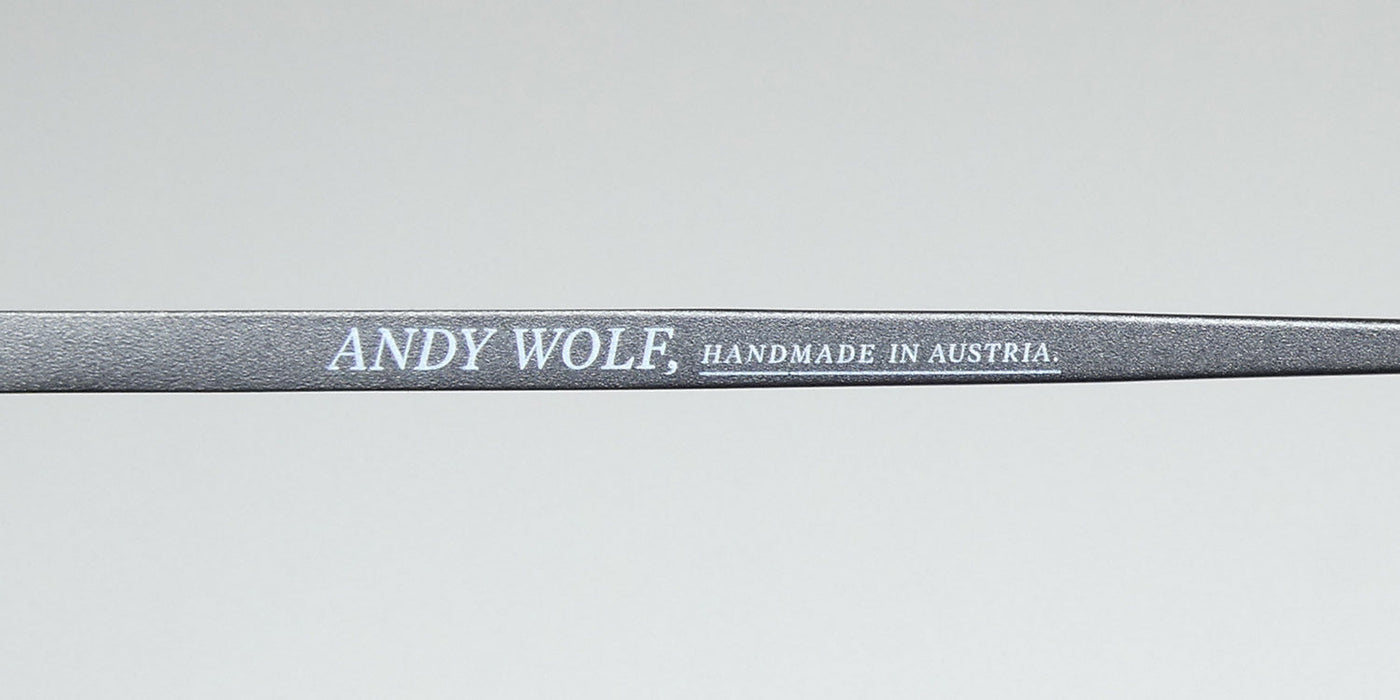 ANDY WOLF, HANDMADE IN AUSTRIA.